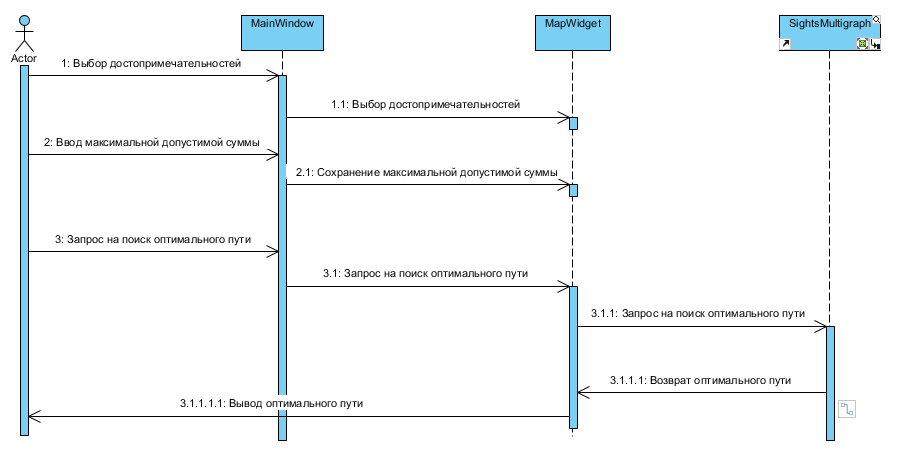 MainWindow
MapWidget
SightsMultigraph
Actor
1: Выбор достопримечательностей
1.1: Выбор достопримечательностей
2: Ввод максимальной допустимой суммы
2.1: Сохранение максимальной допустимой суммы
3: Запрос на поиск оптимального пути
3.1: Запрос на поиск оптимального пути
3.1.1: Запрос на поиск оптимального пути
3.1.1.1: Возврат оптимального пути
3.1.1.1.1: Вывод оптимального пути